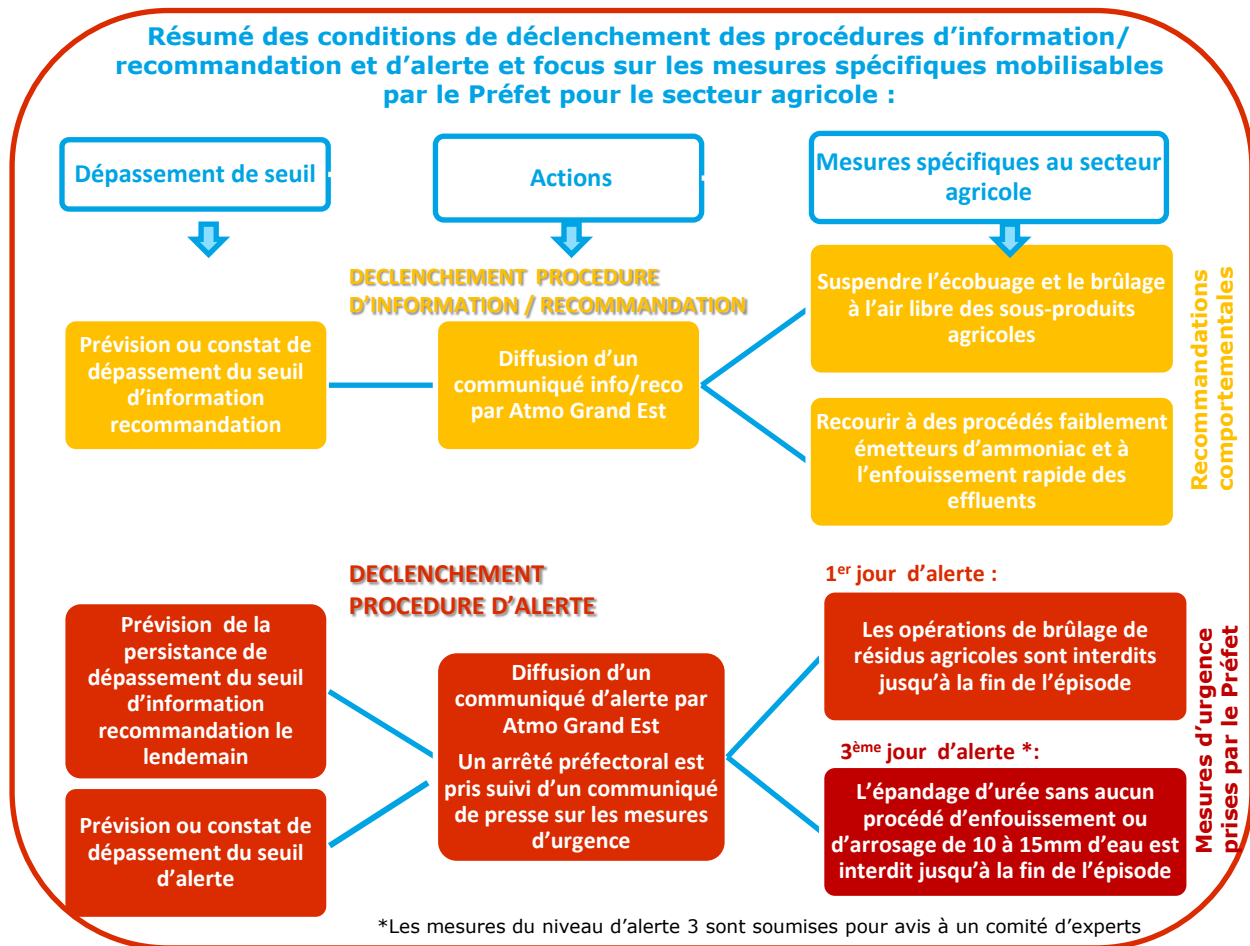 Résumé des conditions de déclenchement des procédures d'information/
recommandation et d'alerte et focus sur les mesures spécifiques mobilisables
par le Préfet pour le secteur agricole :
Dépassement de seuil
Actions
Mesures spécifiques au secteur
agricole
DECLENCHEMENT PROCEDURE
D'INFORMATION / RECOMMANDATION
Prévision ou constat de
dépassement du seuil
d'information
recommandation
Diffusion d'un
communiqué info/reco
par Atmo Grand Est
Suspendre l'écobuage et le brûlage
à l'air libre des sous-produits
agricoles
Recourir à des procédés faiblement
émetteurs d'ammoniac et à
l'enfouissement rapide des
effluents
Recommandations
comportementales
DECLENCHEMENT
PROCEDURE D'ALERTE
Prévision de la
persistance de
dépassement du seuil
d'information
recommandation le
lendemain
Prévision ou constat de
dépassement du seuil
d'alerte
Diffusion d'un
communiqué d'alerte par
Atmo Grand Est
Un arrêté préfectoral est
pris suivi d'un communiqué
de presse sur les mesures
d'urgence
1er jour d'alerte :
Les opérations de brûlage de
résidus agricoles sont interdits
jusqu'à la fin de l'épisode
3ème jour d'alerte *:
L'épandage d'urée sans aucun
procédé d'enfouissement ou
d'arrosage de 10 à 15mm d'eau est
interdit jusqu'à la fin de l'épisode
Mesures d'urgence
prises par le Préfet
*Les mesures du niveau d'alerte 3 sont soumises pour avis à un comité d'experts